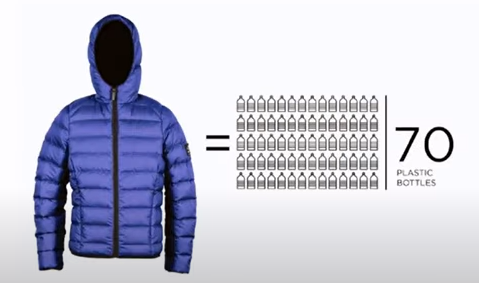 =
70
PLASTIC
BOTTLES